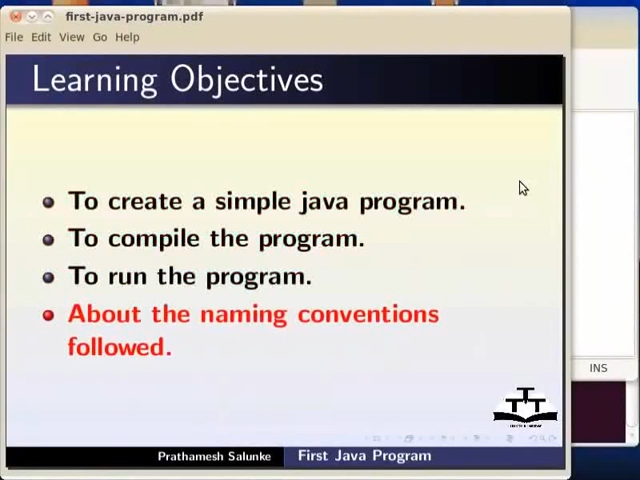 first-java-program.pdf
File Edit View Go Help
Learning Objectives
To create a simple java program.
To compile the program.
To run the program.
About the naming conventions
followed.
INS
Prathamesh Salunke First Java Program